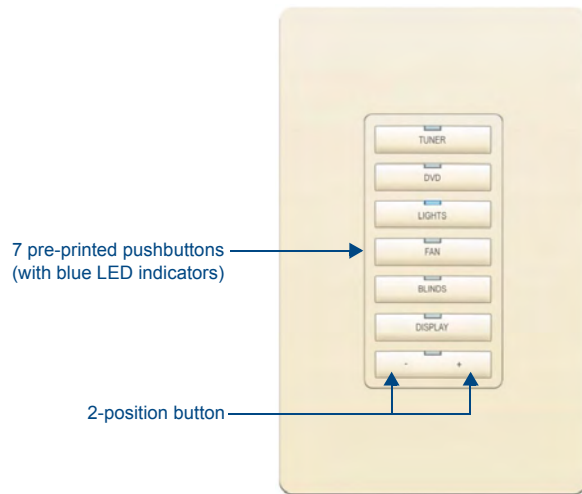 TUNER
DVD
LIGHTS
7 pre-printed pushbuttons
(with blue LED indicators)
FAN
BLINDS
DISPLAY
- +
2-position button